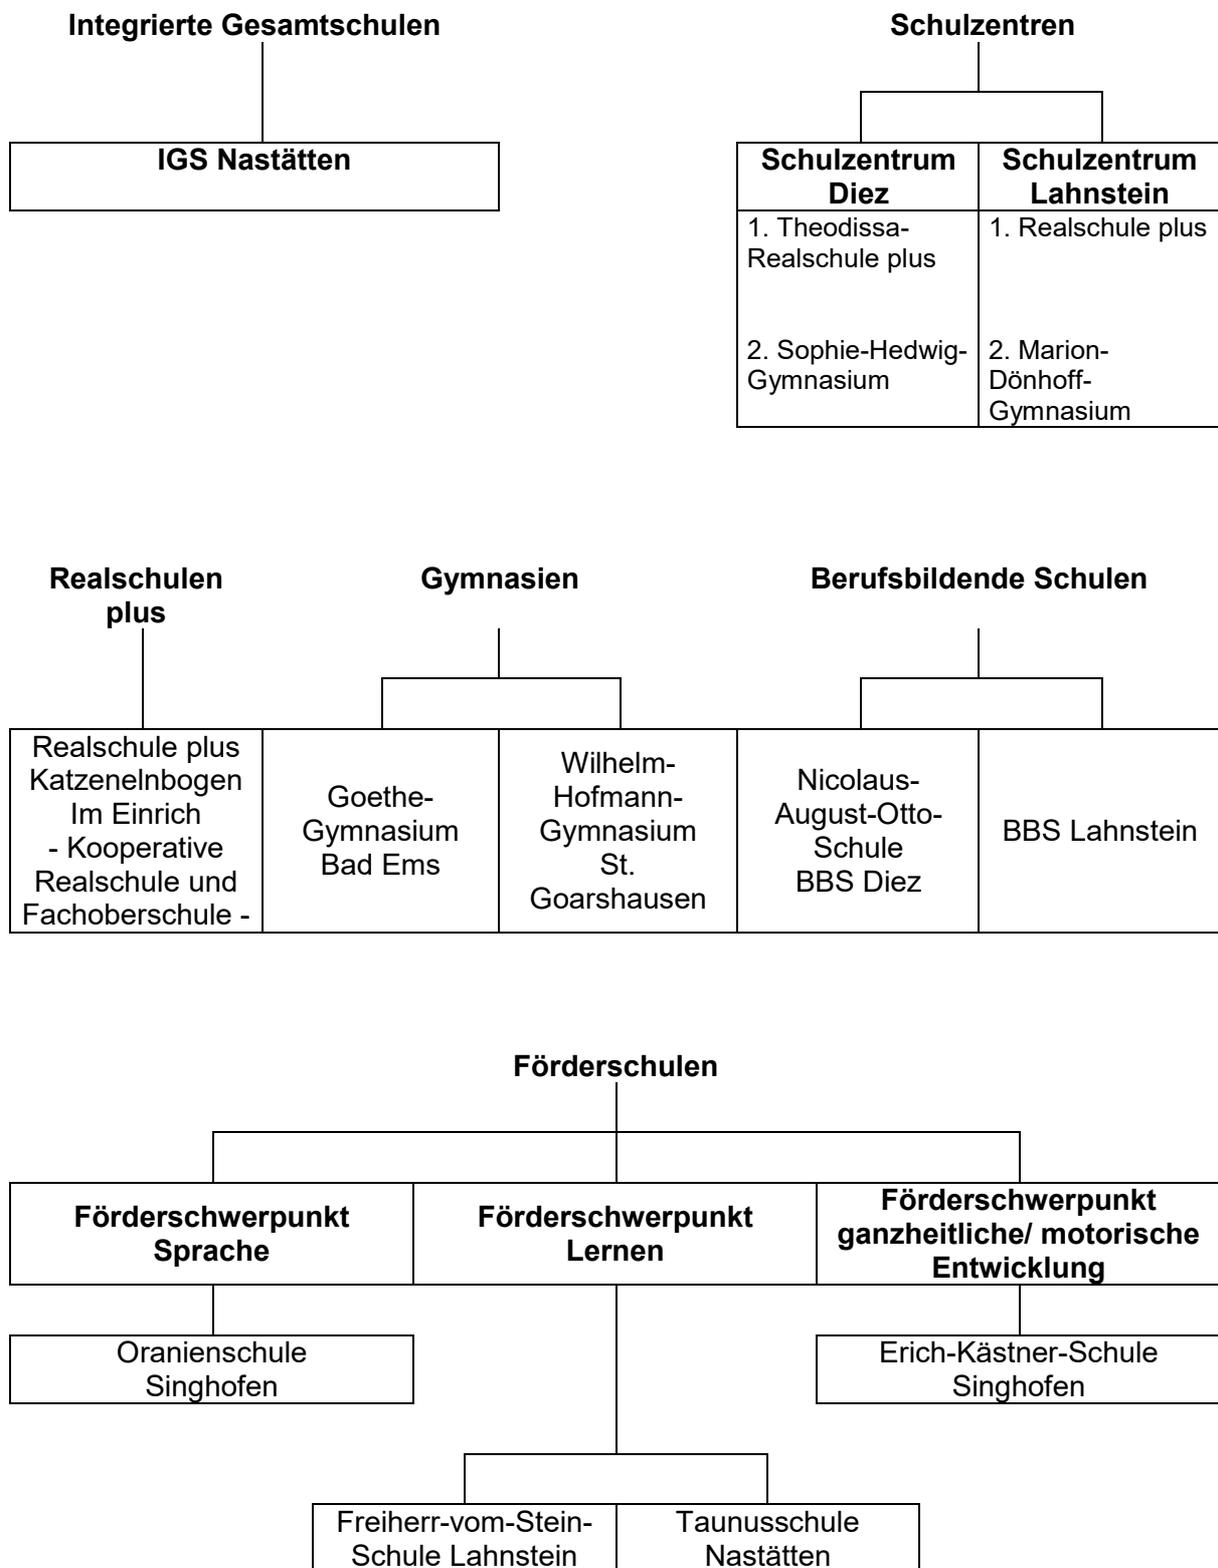 Integrierte Gesamtschulen
IGS Nastätten
Schulzentren
Schulzentrum
Diez
1. Theodissa-
Realschule plus
2. Sophie-Hedwig-
Gymnasium
Schulzentrum
Lahnstein
1. Realschule plus
2. Marion-
Dönhoff-
Gymnasium
Realschulen
plus
Realschule plus
Katzenelnbogen
Im Einrich
- Kooperative
Realschule und
Fachoberschule -
Gymnasien
Goethe-
Gymnasium
Bad Ems
Wilhelm-
Hofmann-
Gymnasium
St.
Goarshausen
Berufsbildende Schulen
Nicolaus-
August-Otto-
Schule
BBS Diez
BBS Lahnstein
Förderschulen
Förderschwerpunkt
Sprache
Oranienschule
Singhofen
Förderschwerpunkt
Lernen
Freiherr-vom-Stein-
Schule Lahnstein
Taunusschule
Nastätten
Förderschwerpunkt
ganzheitliche/ motorische
Entwicklung
Erich-Kästner-Schule
Singhofen